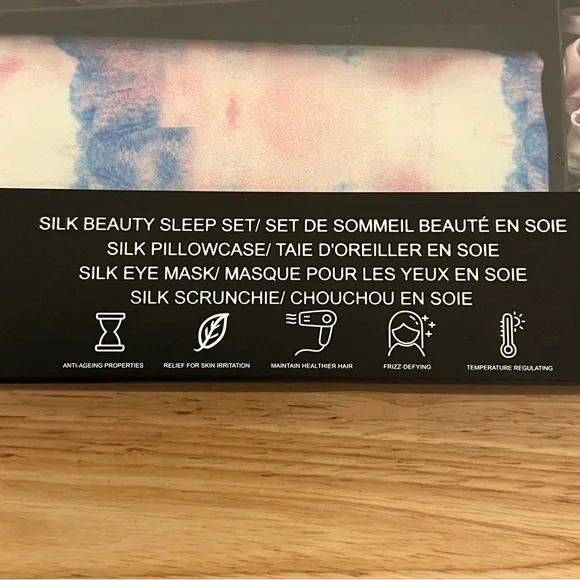 SILK BEAUTY SLEEP SET/ SET DE SOMMEIL BEAUTÉ EN SOIE
SILK PILLOWCASE/ TAIE D'OREILLER EN SOIE
SILK EYE MASK/ MASQUE POUR LES YEUX EN SOIE
SILK SCRUNCHIE/ CHOUCHOU EN SOIE
ANTI-AGEING PROPERTIES
RELIEF FOR SKIN IRRITATION
MAINTAIN HEALTHIER HAIR
FRIZZ-DEFYING
TEMPERATURE REGULATING